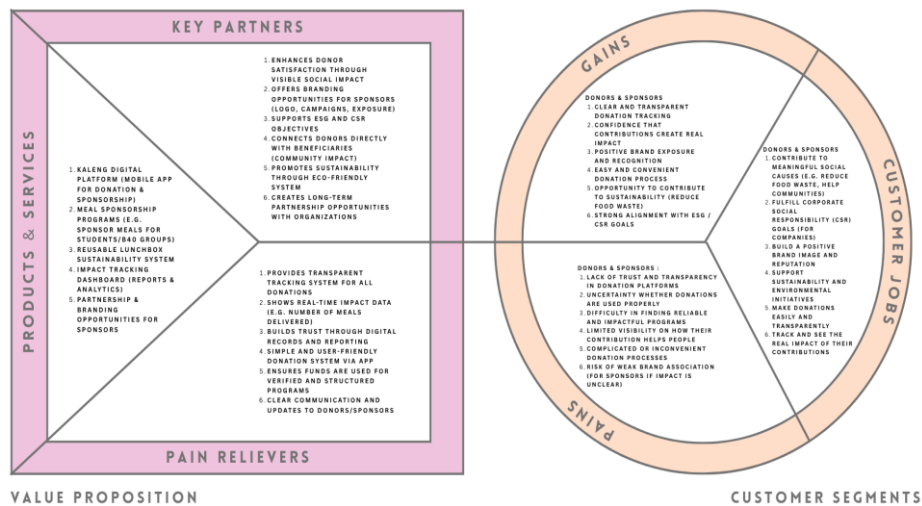 KEY PARTNERS
PRODUCTS & SERVICES
1. KALENG DIGITAL
PLATFORM (MOBILE APP
FOR DONATION &
SPONSORSHIP)
2. MEAL SPONSORSHIP
PROGRAMS (E.G.
SPONSOR MEALS FOR
STUDENTS/B40 GROUPS)
3. REUSABLE LUNCHBOX
SUSTAINABILITY SYSTEM
4. IMPACT TRACKING
DASHBOARD (REPORTS &
ANALYTICS)
5. PARTNERSHIP &
BRANDING
OPPORTUNITIES FOR
SPONSORS
1. ENHANCES DONOR
SATISFACTION THROUGH
VISIBLE SOCIAL IMPACT
2. OFFERS BRANDING
OPPORTUNITIES FOR SPONSORS
(LOGO, CAMPAIGNS, EXPOSURE)
3. SUPPORTS ESG AND CSR
OBJECTIVES
4. CONNECTS DONORS DIRECTLY
WITH BENEFICIARIES
(COMMUNITY IMPACT)
5. PROMOTES SUSTAINABILITY
THROUGH ECO-FRIENDLY
SYSTEM
6. CREATES LONG-TERM
PARTNERSHIP OPPORTUNITIES
WITH ORGANIZATIONS
1. PROVIDES TRANSPARENT
TRACKING SYSTEM FOR ALL
DONATIONS
2. SHOWS REAL-TIME IMPACT DATA
(E.G. NUMBER OF MEALS
DELIVERED)
3. BUILDS TRUST THROUGH DIGITAL
RECORDS AND REPORTING
4. SIMPLE AND USER-FRIENDLY
DONATION SYSTEM VIA APP
5. ENSURES FUNDS ARE USED FOR
VERIFIED AND STRUCTURED
PROGRAMS
6. CLEAR COMMUNICATION AND
UPDATES TO DONORS/SPONSORS
PAIN RELIEVERS
VALUE PROPOSITION
GAINS
DONORS & SPONSORS
1. CLEAR AND TRANSPARENT
DONATION TRACKING
2. CONFIDENCE THAT
CONTRIBUTIONS CREATE REAL
IMPACT
3. POSITIVE BRAND EXPOSURE
AND RECOGNITION
4. EASY AND CONVENIENT
DONATION PROCESS
5. OPPORTUNITY TO CONTRIBUTE
TO SUSTAINABILITY (REDUCE
FOOD WASTE)
6. STRONG ALIGNMENT WITH ESG /
CSR GOALS
DONORS & SPONSORS :
1. LACK OF TRUST AND TRANSPARENCY
IN DONATION PLATFORMS
2. UNCERTAINTY WHETHER DONATIONS
ARE USED PROPERLY
3. DIFFICULTY IN FINDING RELIABLE
AND IMPACTFUL PROGRAMS
4. LIMITED VISIBILITY ON HOW THEIR
CONTRIBUTION HELPS PEOPLE
5. COMPLICATED OR INCONVENIENT
DONATION PROCESSES
6. RISK OF WEAK BRAND ASSOCIATION
(FOR SPONSORS IF IMPACT IS
UNCLEAR)
PAINS
DONORS & SPONSORS
1. CONTRIBUTE TO
MEANINGFUL SOCIAL
CAUSES (E.G. REDUCE
FOOD WASTE, HELP
COMMUNITIES)
2. FULFILL CORPORATE
SOCIAL
RESPONSIBILITY (CSR)
GOALS (FOR
COMPANIES)
3. BUILD A POSITIVE
BRAND IMAGE AND
REPUTATION
4. SUPPORT
SUSTAINABILITY AND
ENVIRONMENTAL
INITIATIVES
5. MAKE DONATIONS
EASILY AND
TRANSPARENTLY
6. TRACK AND SEE THE
REAL IMPACT OF THEIR
CONTRIBUTIONS
CUSTOMER JOBS
CUSTOMER SEGMENTS